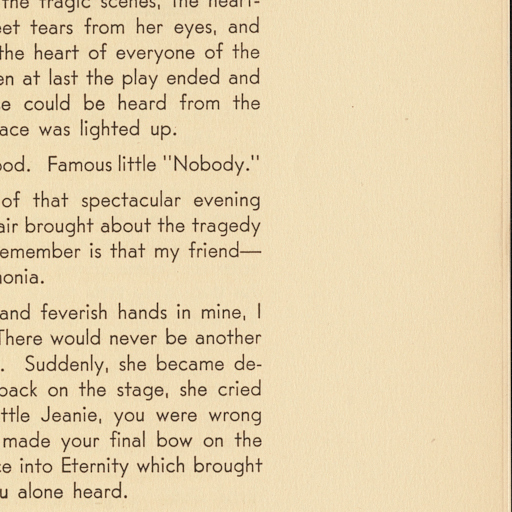 the tragic scenes, the heart-
eet tears from her eyes, and
the heart of everyone of the
en at last the play ended and
e could be heard from the
ace was lighted up.
ood. Famous little "Nobody."
of that spectacular evening
air brought about the tragedy
emember is that my friend—
onia.
and feverish hands in mine, I
There would never be another
. Suddenly, she became de-
back on the stage, she cried
ttle Jeanie, you were wrong
made your final bow on the
ce into Eternity which brought
u alone heard.